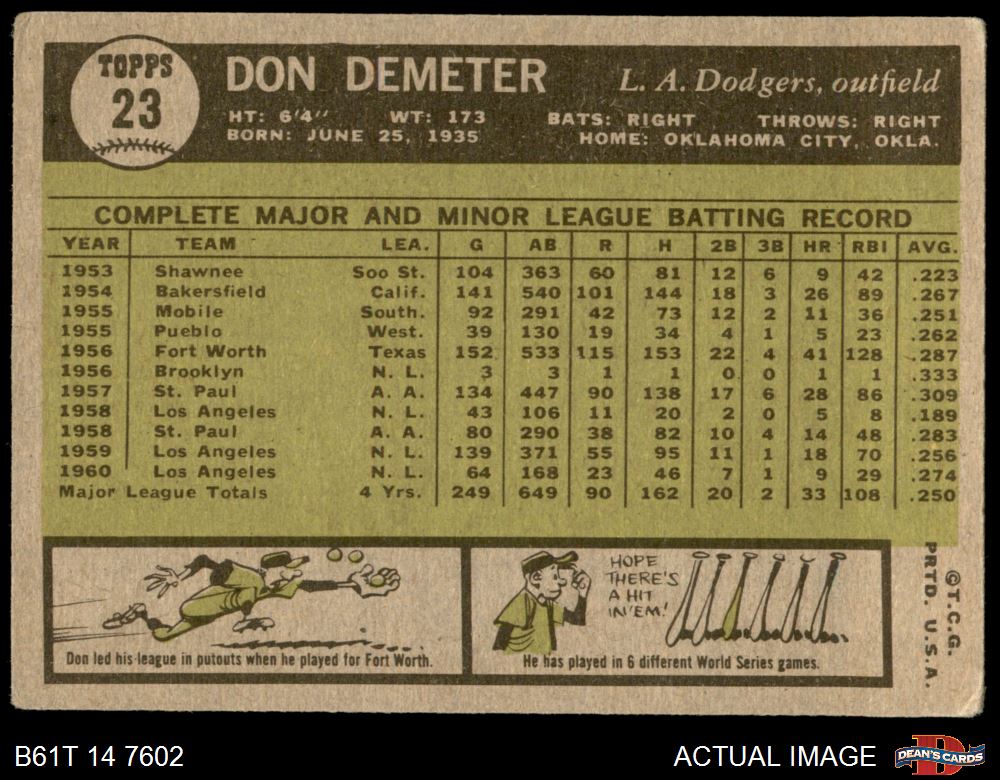 TOPPS
23
DON DEMETER
L. A. Dodgers, outfield
HT: 6'4" WT: 173 BATS: RIGHT THROWS: RIGHT
BORN: JUNE 25, 1935 HOME: OKLAHOMA CITY, OKLA.
COMPLETE MAJOR AND MINOR LEAGUE BATTING RECORD
YEAR TEAM LEA. G AB R H 2B 3B HR RBI AVG.
1953 Shawnee Soo St. 104 363 60 81 12 6 9 42 .223
1954 Bakersfield Calif. 141 540 101 144 18 3 26 89 .267
1955 Mobile South. 92 291 42 73 12 2 11 36 .251
1955 Pueblo West. 39 130 19 34 4 1 5 23 .262
1956 Fort Worth Texas 152 533 115 153 22 4 41 128 .287
1956 Brooklyn N. L. 3 3 1 1 0 0 1 1 .333
1957 St. Paul A. A. 134 447 90 138 17 6 28 86 .309
1958 Los Angeles N. L. 43 106 11 20 2 0 5 8 .189
1958 St. Paul A. A. 80 290 38 82 10 4 14 48 .283
1959 Los Angeles N. L. 139 371 55 95 11 1 18 70 .256
1960 Los Angeles N. L. 64 168 23 46 7 1 9 29 .274
Major League Totals 4 Yrs. 249 649 90 162 20 2 33 108 .250
Don led his league in putouts when he played for Fort Worth.
HOPE
THERE'S
A HIT
IN 'EM!
He has played in 6 different World Series games.
©T.C.G.
PRTD. U.S.A.
B61T 14 7602
ACTUAL IMAGE
DEAN'S CARDS